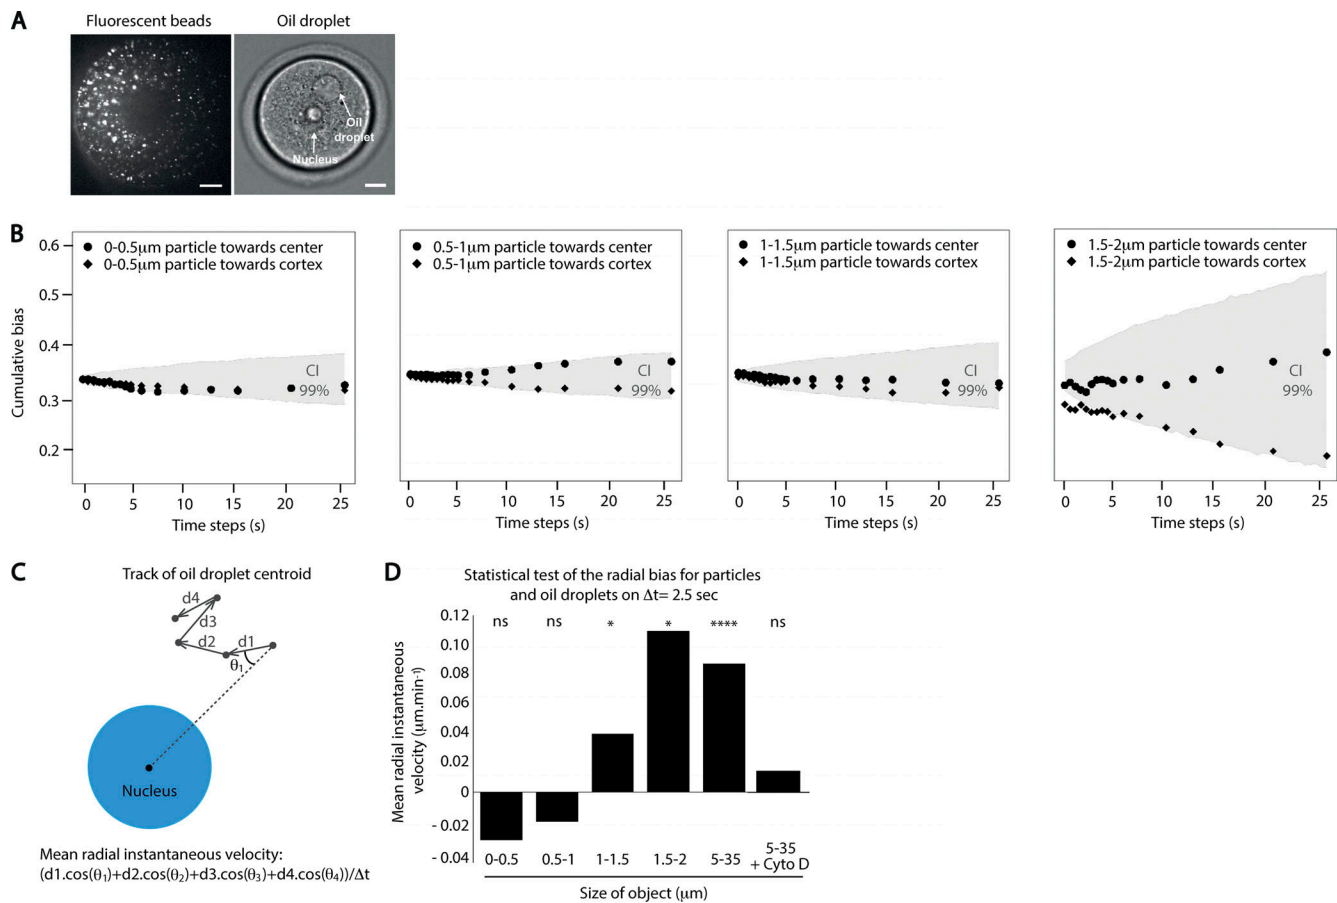 A
Fluorescent beads
Oil droplet
Oil
droplet
Nucleus
B
Cumulative bias
0.6
0.5
0.4
0.3
0.2
0-0.5μm particle towards center
0-0.5μm particle towards cortex
CI
99%
0 5 10 15 20 25
Time steps (s)
0.5-1μm particle towards center
0.5-1μm particle towards cortex
CI
99%
0 5 10 15 20 25
Time steps (s)
1-1.5μm particle towards center
1-1.5μm particle towards cortex
CI
99%
0 5 10 15 20 25
Time steps (s)
1.5-2μm particle towards center
1.5-2μm particle towards cortex
CI
99%
0 5 10 15 20 25
Time steps (s)
C
Track of oil droplet centroid
d4
d3
d2
d1
θ1
Nucleus
Mean radial instantaneous velocity:
(d1.cos(θ1)+d2.cos(θ2)+d3.cos(θ3)+d4.cos(θ4))/Δt
D
Statistical test of the radial bias for particles
and oil droplets on Δt= 2.5 sec
Mean radial instantaneous
velocity (μm.min-1)
0.12
0.10
0.08
0.06
0.04
0.02
0
- 0.02
- 0.04
ns ns * * **** ns
0-0.5 0.5-1 1-1.5 1.5-2 5-35 5-35
+ Cyto D
Size of object (μm)